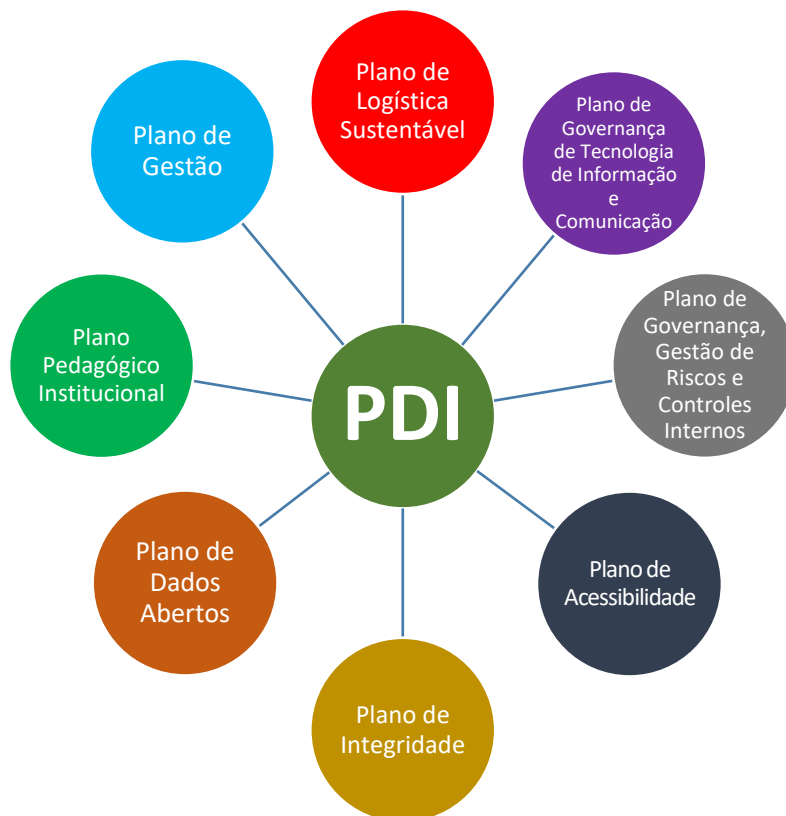 Plano de
Logística
Sustentável
Plano de
Governança
de Tecnologia
de Informação
e
Comunicação
Plano de
Governança,
Gestão de
Riscos e
Controles
Internos
Plano de
Acessibilidade
Plano de
Integridade
Plano de
Dados
Abertos
Plano
Pedagógico
Institucional
Plano de
Gestão
PDI